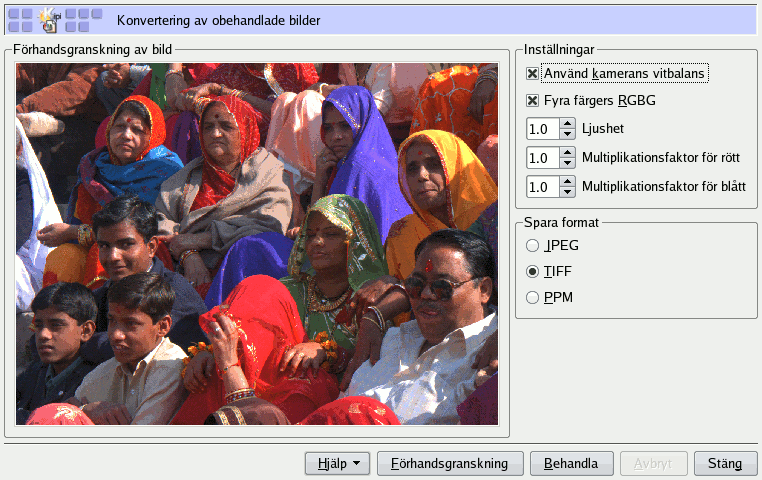 Kipi
Konvertering av obehandlade bilder
Förhandsgranskning av bild
Inställningar
Använd kamerans vitbalans
Fyra färgers RGBG
1.0 Ljushet
1.0 Multiplikationsfaktor för rött
1.0 Multiplikationsfaktor för blått
Spara format
JPEG
TIFF
PPM
Hjälp Förhandsgranskning Behandla Avbryt Stäng